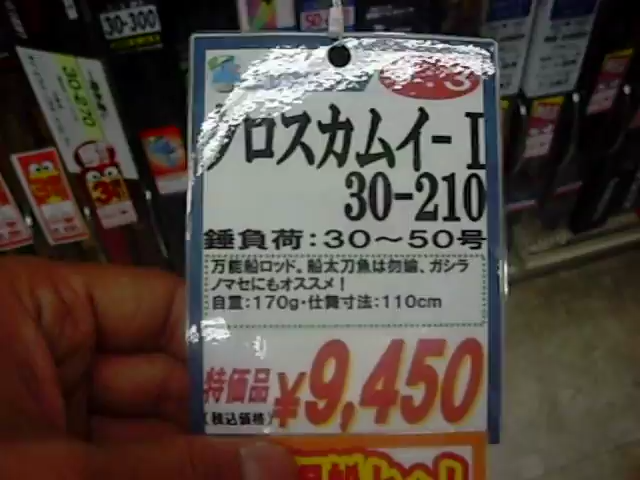 30-300
30-270
3
クロスカムイ-I
30-210
錘負荷:30～50号
万能船ロッド。船太刀魚は勿論、ガシラ
ノマセにもオススメ!
自重:170g・仕舞寸法:110cm
特価品 ¥9,450
(税込価格)